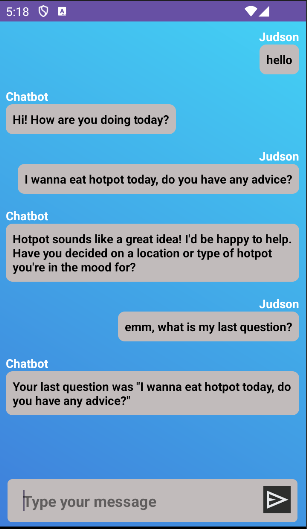 5:18
A
Judson
hello
Chatbot
Hi! How are you doing today?
Judson
I wanna eat hotpot today, do you have any advice?
Chatbot
Hotpot sounds like a great idea! I'd be happy to help.
Have you decided on a location or type of hotpot
you're in the mood for?
Judson
emm, what is my last question?
Chatbot
Your last question was "I wanna eat hotpot today, do
you have any advice?"
Type your message